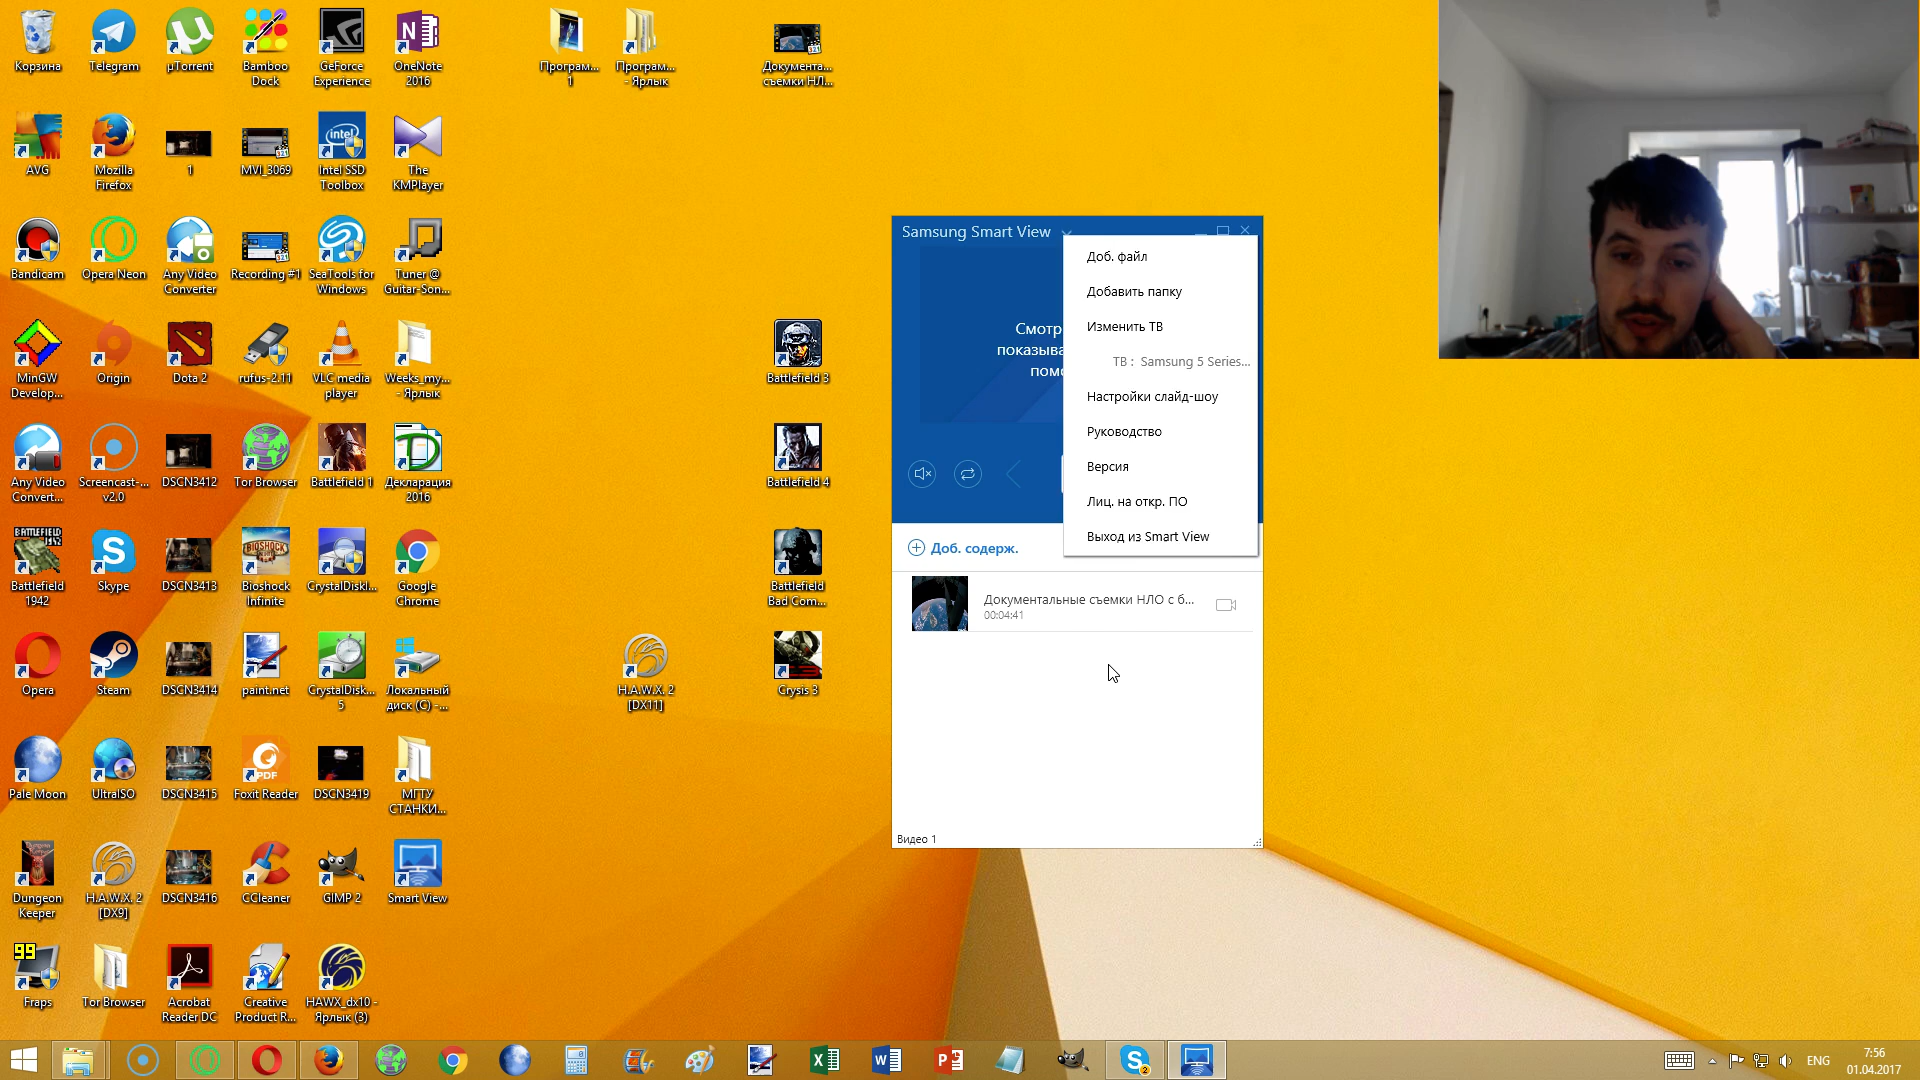 Корзина
Telegram
µTorrent
Bamboo
Dock
GeForce
Experience
OneNote
2016
Програм...
1
Програм...
- Ярлык
Документа...
съемки НЛ...
AVG
Mozilla
Firefox
1
MVI_3069
Intel SSD
Toolbox
The
KMPlayer
Bandicam
Opera Neon
Any Video
Converter
Recording #1
SeaTools for
Windows
Tuner @
Guitar-Son...
MinGW
Develop...
Origin
Dota 2
rufus-2.11
VLC media
player
Weeks_my...
- Ярлык
Battlefield 3
Any Video
Convert...
Screencast-...
v2.0
DSCN3412
Tor Browser
Battlefield 1
Декларация
2016
Battlefield 4
Battlefield
1942
Skype
DSCN3413
Bioshock
Infinite
CrystalDiskI...
Google
Chrome
Battlefield
Bad Com...
Opera
Steam
DSCN3414
paint.net
CrystalDisk...
5
Локальный
диск (C) -...
H.A.W.X. 2
[DX11]
Crysis 3
Pale Moon
UltraISO
DSCN3415
Foxit Reader
DSCN3419
МГТУ
СТАНКИ...
Dungeon
Keeper
H.A.W.X. 2
[DX9]
DSCN3416
CCleaner
GIMP 2
Smart View
99
Fraps
Tor Browser
Acrobat
Reader DC
Creative
Product R...
HAWX_dx10 -
Ярлык (3)
Samsung Smart View
Смотр
показыва
помо
Доб. файл
Добавить папку
Изменить ТВ
ТВ : Samsung 5 Series...
Настройки слайд-шоу
Руководство
Версия
Лиц. на откр. ПО
Выход из Smart View
Доб. содерж.
Документальные съемки НЛО с б...
00:04:41
Видео 1
ENG
7:56
01.04.2017